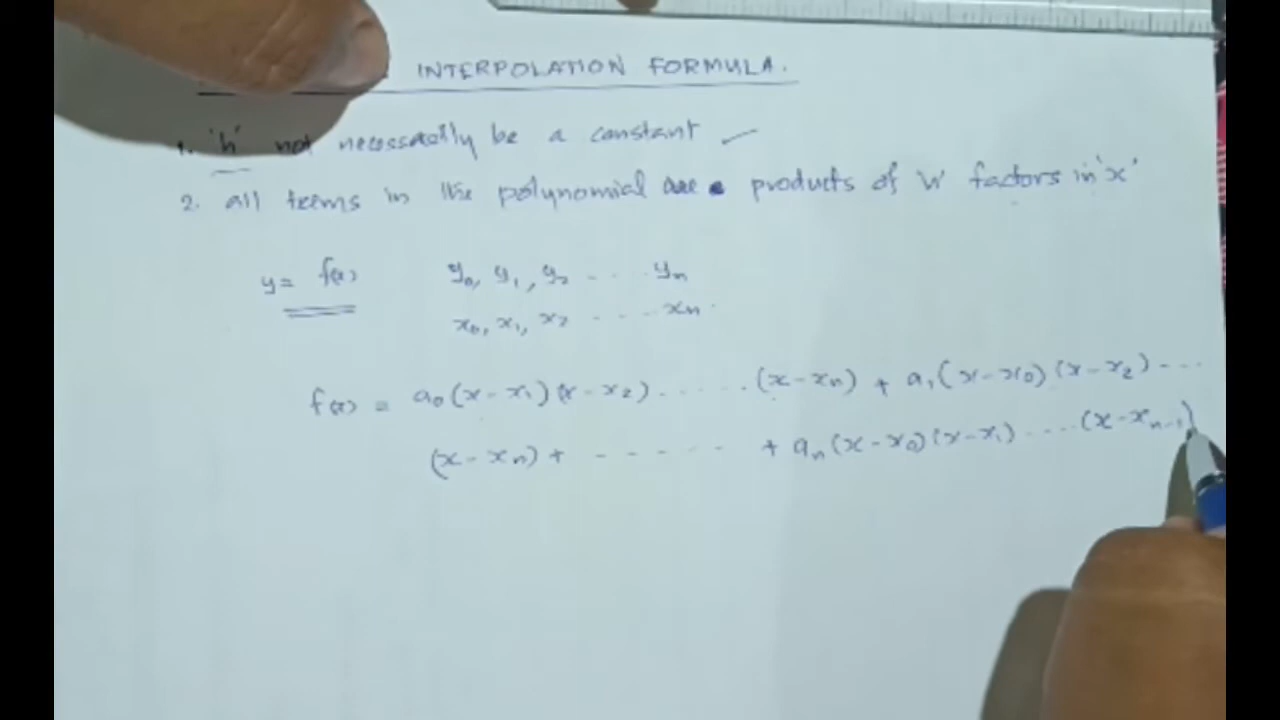 INTERPOLATION FORMULA.
1. 'h' not necessarily be a constant ✓
2. all terms in the polynomial are products of 'n' factors in 'x'
y = f(x) y₀, y₁, y₂ .... yₙ
x₀, x₁, x₂ ..... xₙ.
f(x) = a₀(x-x₁)(x-x₂)......(x-xₙ) + a₁(x-x₀)(x-x₂)....
(x-xₙ)+ ------ + aₙ(x-x₀)(x-x₁)....(x-xₙ₋₁)